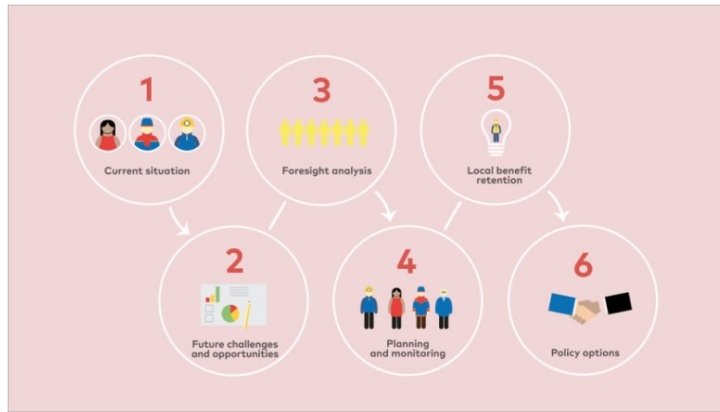 1
Current situation
2
Future challenges
and opportunities
3
Foresight analysis
4
Planning
and monitoring
5
Local benefit
retention
6
Policy options